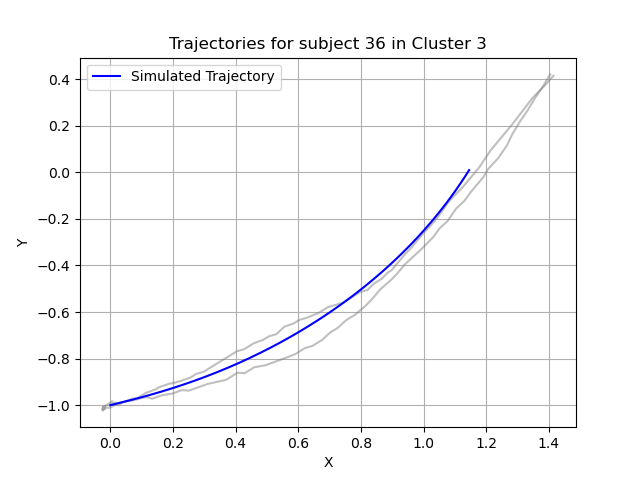 Trajectories for subject 36 in Cluster 3
Simulated Trajectory
Y
0.4
0.2
0.0
−0.2
−0.4
−0.6
−0.8
−1.0
0.0 0.2 0.4 0.6 0.8 1.0 1.2 1.4
X